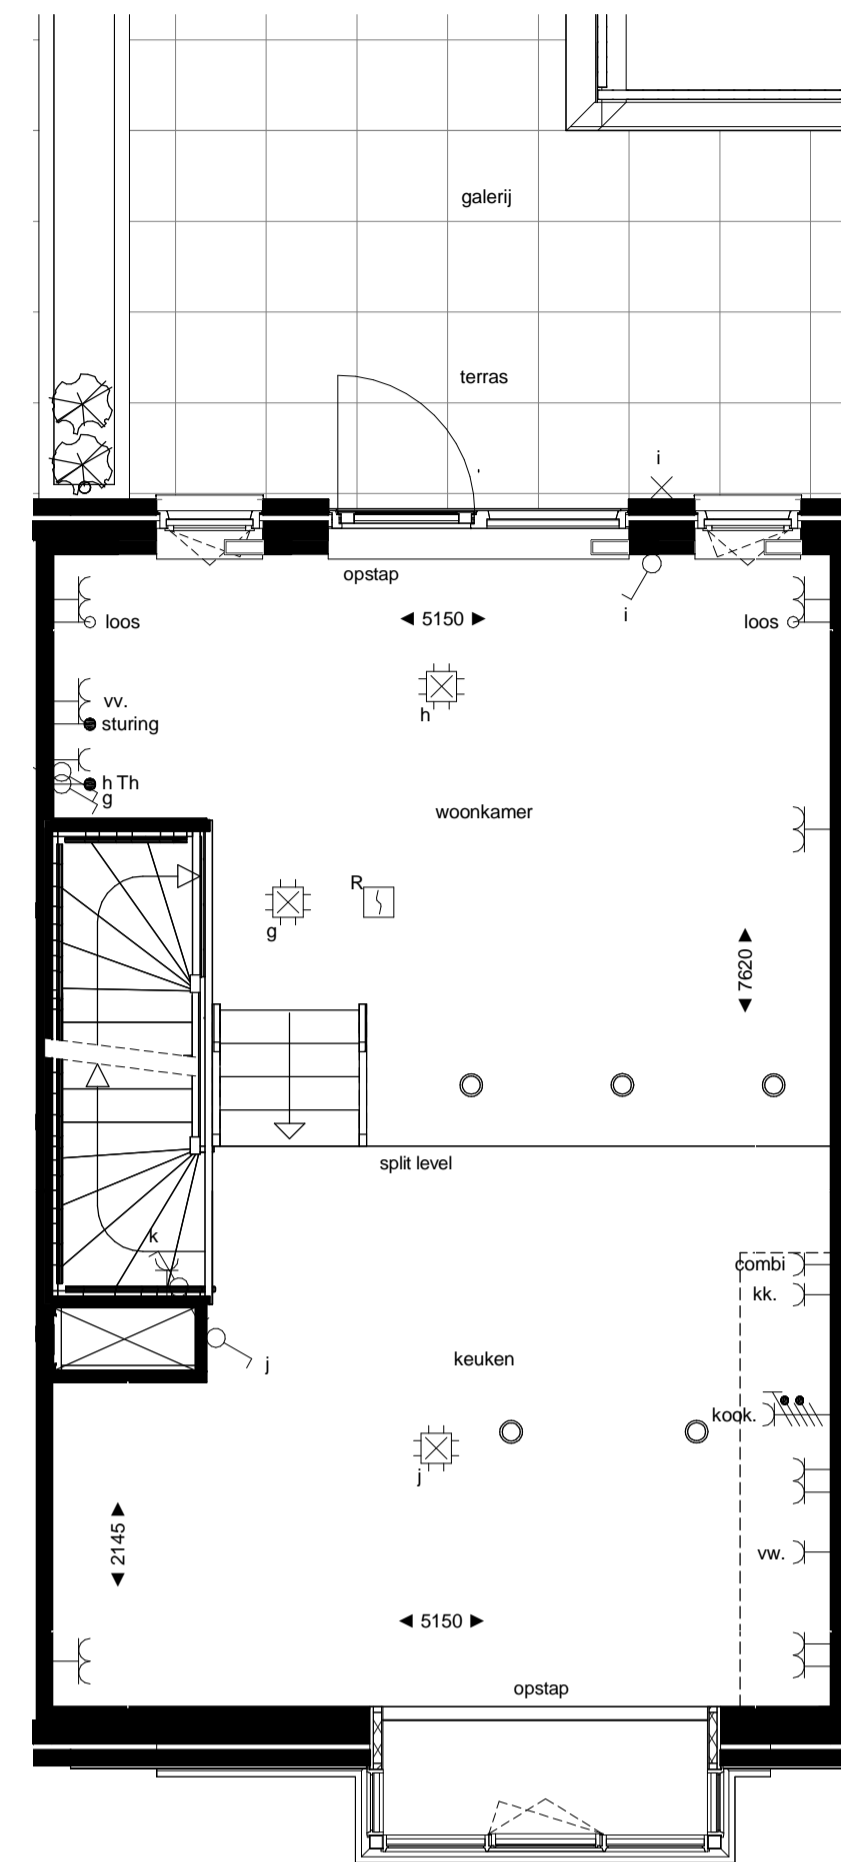 galerij
terras
i
opstap
i
5150
loos
loos
vv.
sturing
h
h Th
g
woonkamer
R
g
7620
split level
k
combi
kk.
keuken
j
kook.
j
vw.
2145
5150
opstap